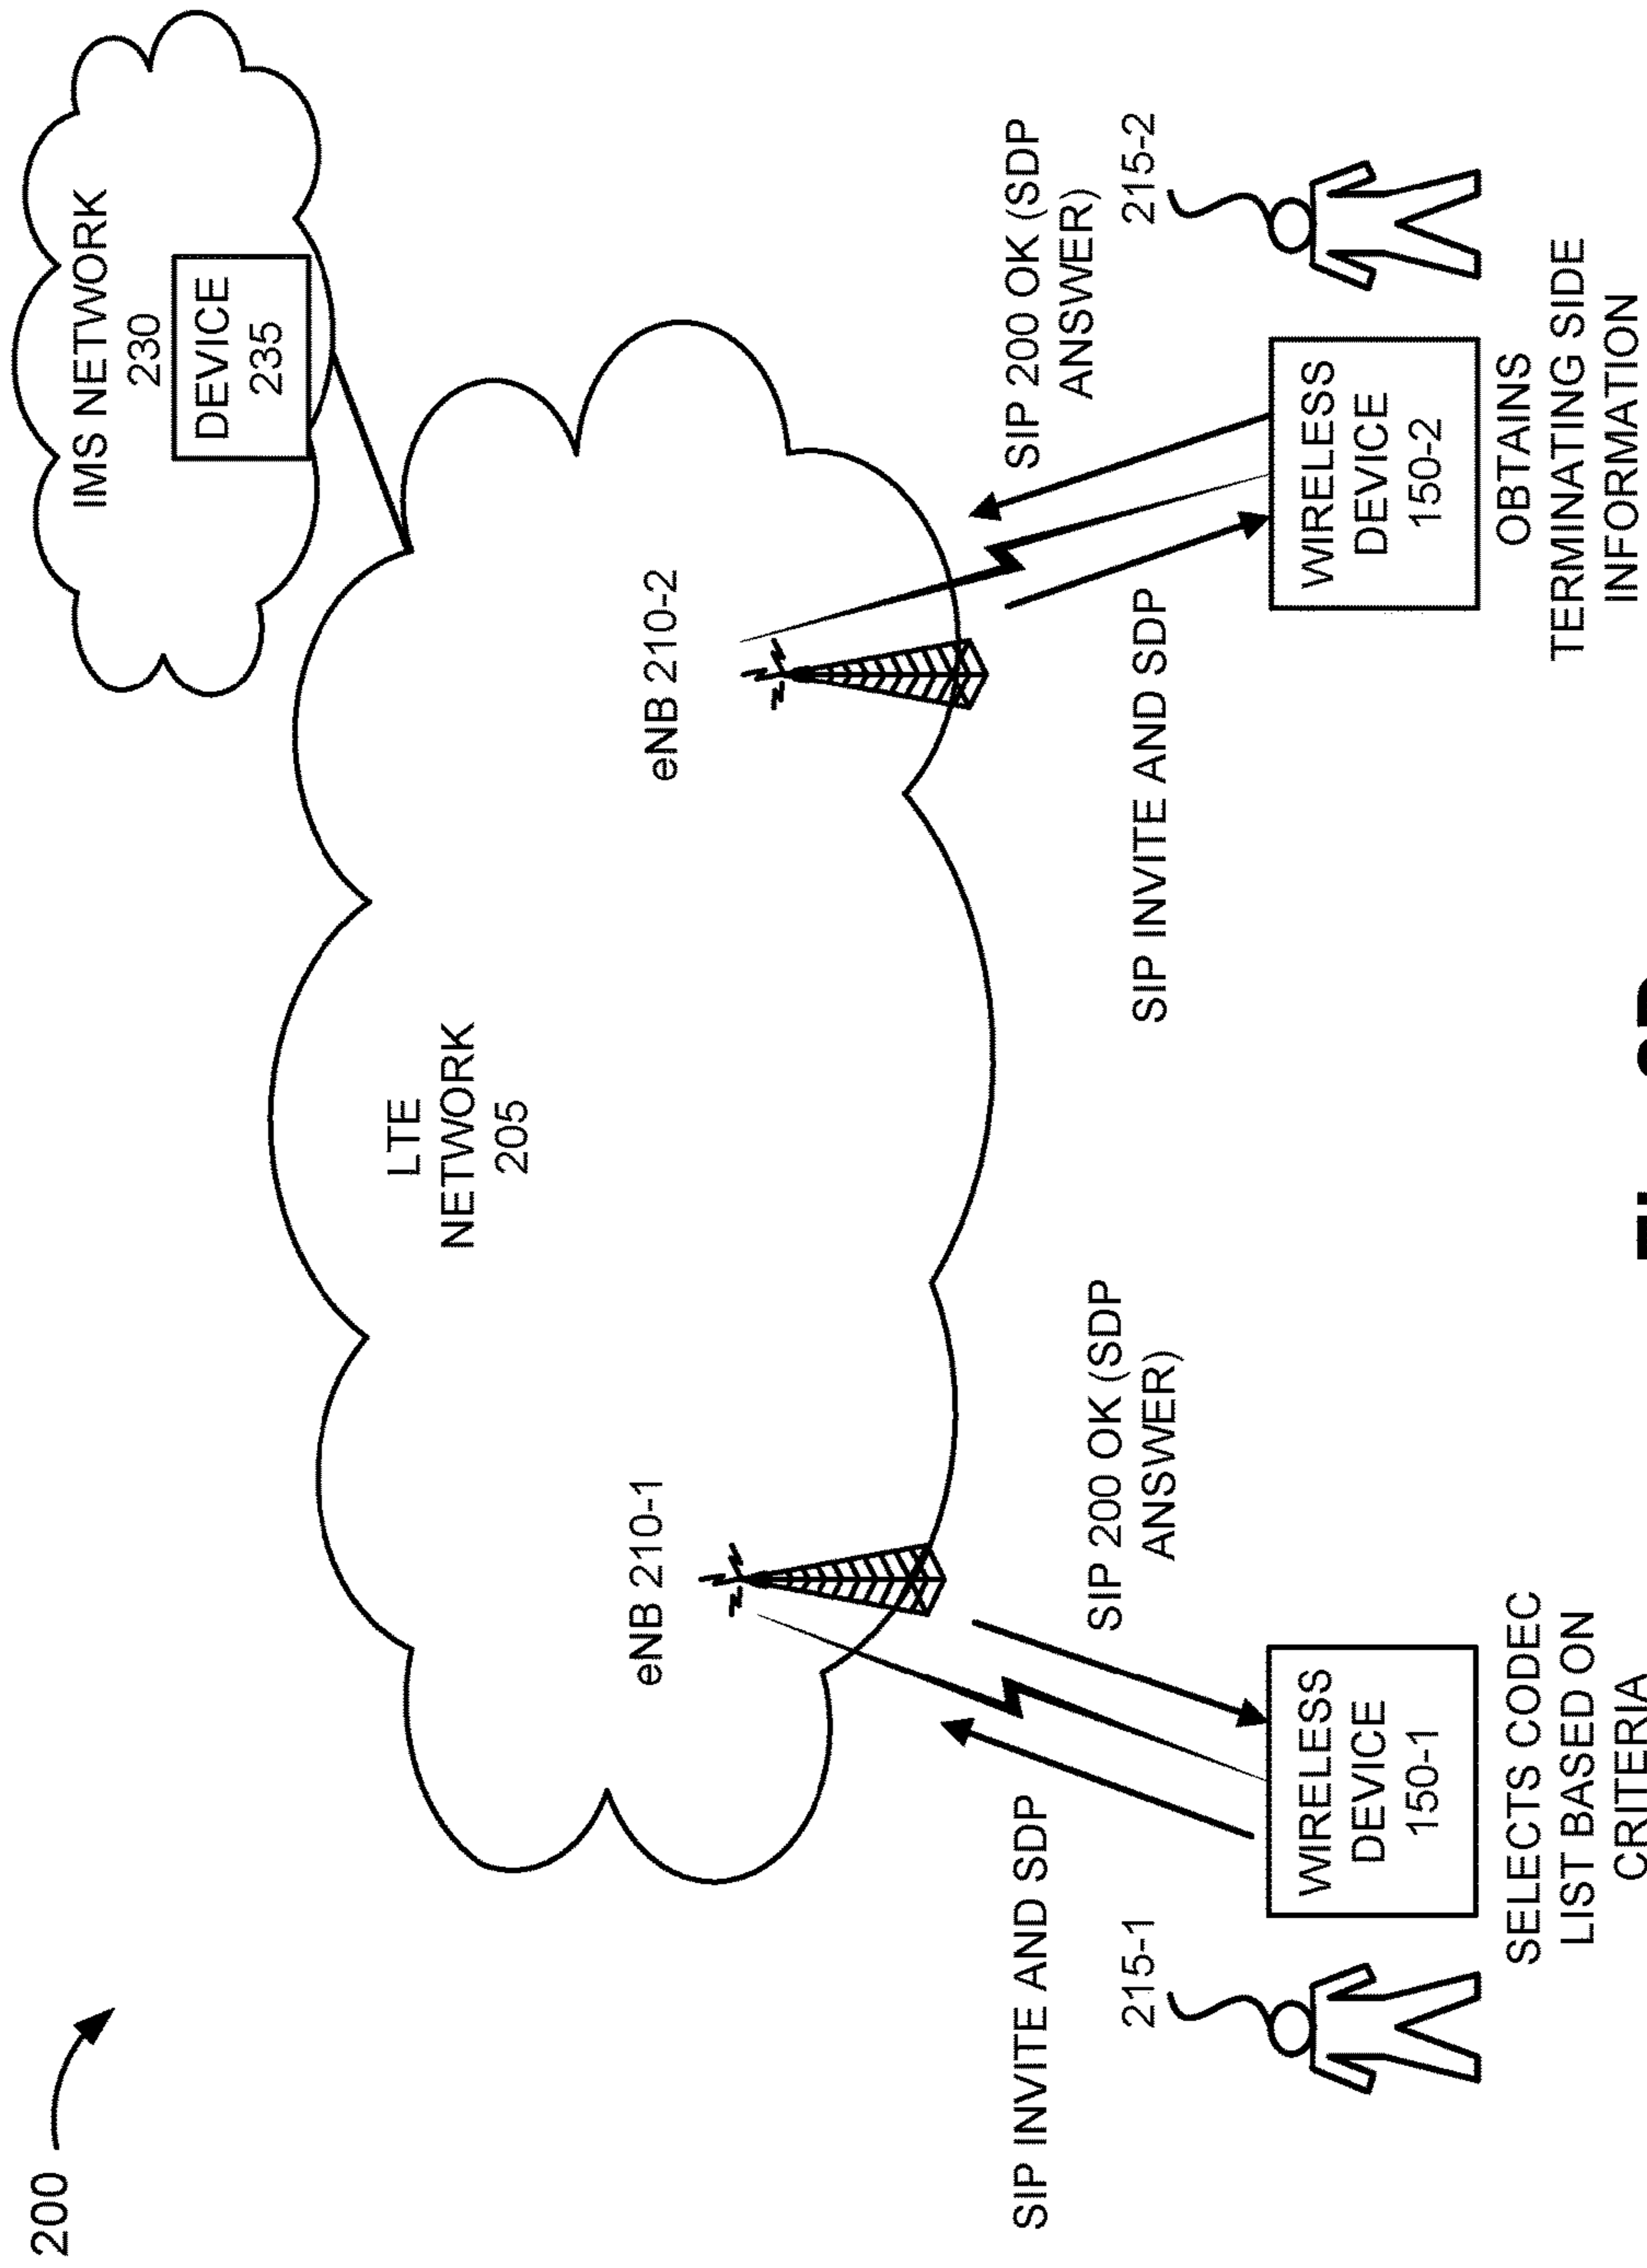 200
IMS NETWORK
230
DEVICE
235
LTE
NETWORK
205
eNB 210-1
eNB 210-2
SIP INVITE AND SDP
SIP 200 OK (SDP
ANSWER)
SIP INVITE AND SDP
SIP 200 OK (SDP
ANSWER)
215-1
WIRELESS
DEVICE
150-1
SELECTS CODEC
LIST BASED ON
CRITERIA
215-2
WIRELESS
DEVICE
150-2
OBTAINS
TERMINATING SIDE
INFORMATION